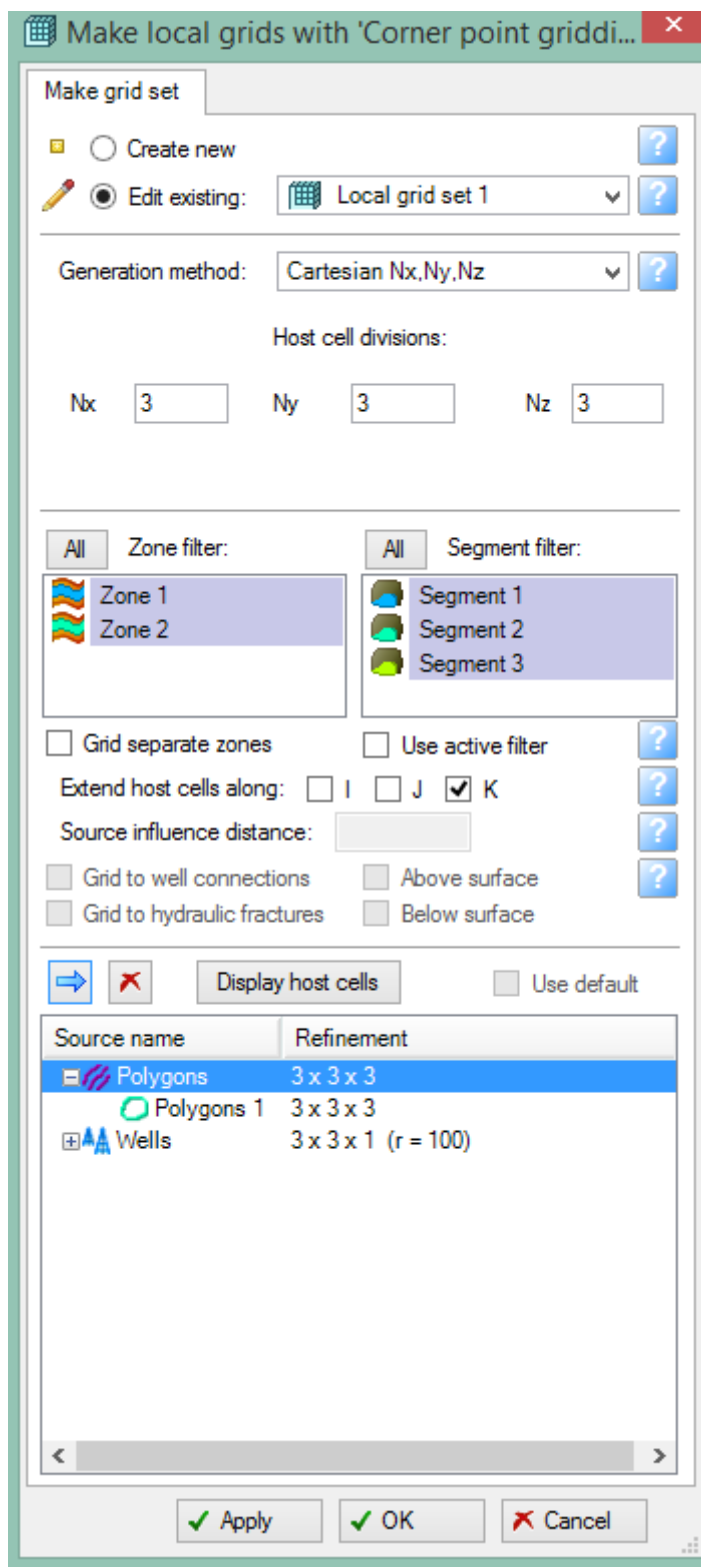 Make local grids with 'Corner point griddi...
Make grid set
Create new
Edit existing: Local grid set 1
Generation method: Cartesian Nx,Ny,Nz
Host cell divisions:
Nx 3 Ny 3 Nz 3
All Zone filter: All Segment filter:
Zone 1 Segment 1
Zone 2 Segment 2
Segment 3
Grid separate zones Use active filter
Extend host cells along: I J K
Source influence distance:
Grid to well connections Above surface
Grid to hydraulic fractures Below surface
Display host cells Use default
Source name Refinement
Polygons 3 x 3 x 3
Polygons 1 3 x 3 x 3
Wells 3 x 3 x 1 (r = 100)
Apply OK Cancel